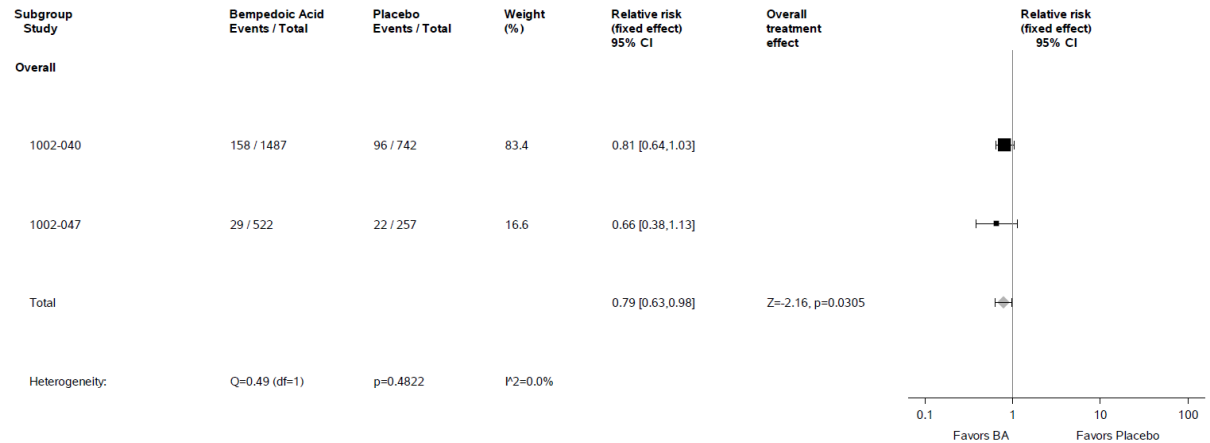 Subgroup Bempedoic Acid Placebo Weight Relative risk Overall Relative risk
Study Events / Total Events / Total (%) (fixed effect) treatment (fixed effect)
95% CI effect 95% CI
Overall
1002-040 158 / 1487 96 / 742 83.4 0.81 [0.64,1.03]
1002-047 29 / 522 22 / 257 16.6 0.66 [0.38,1.13]
Total 0.79 [0.63,0.98] Z=-2.16, p=0.0305
Heterogeneity: Q=0.49 (df=1) p=0.4822 I^2=0.0%
0.1 1 10 100
Favors BA Favors Placebo